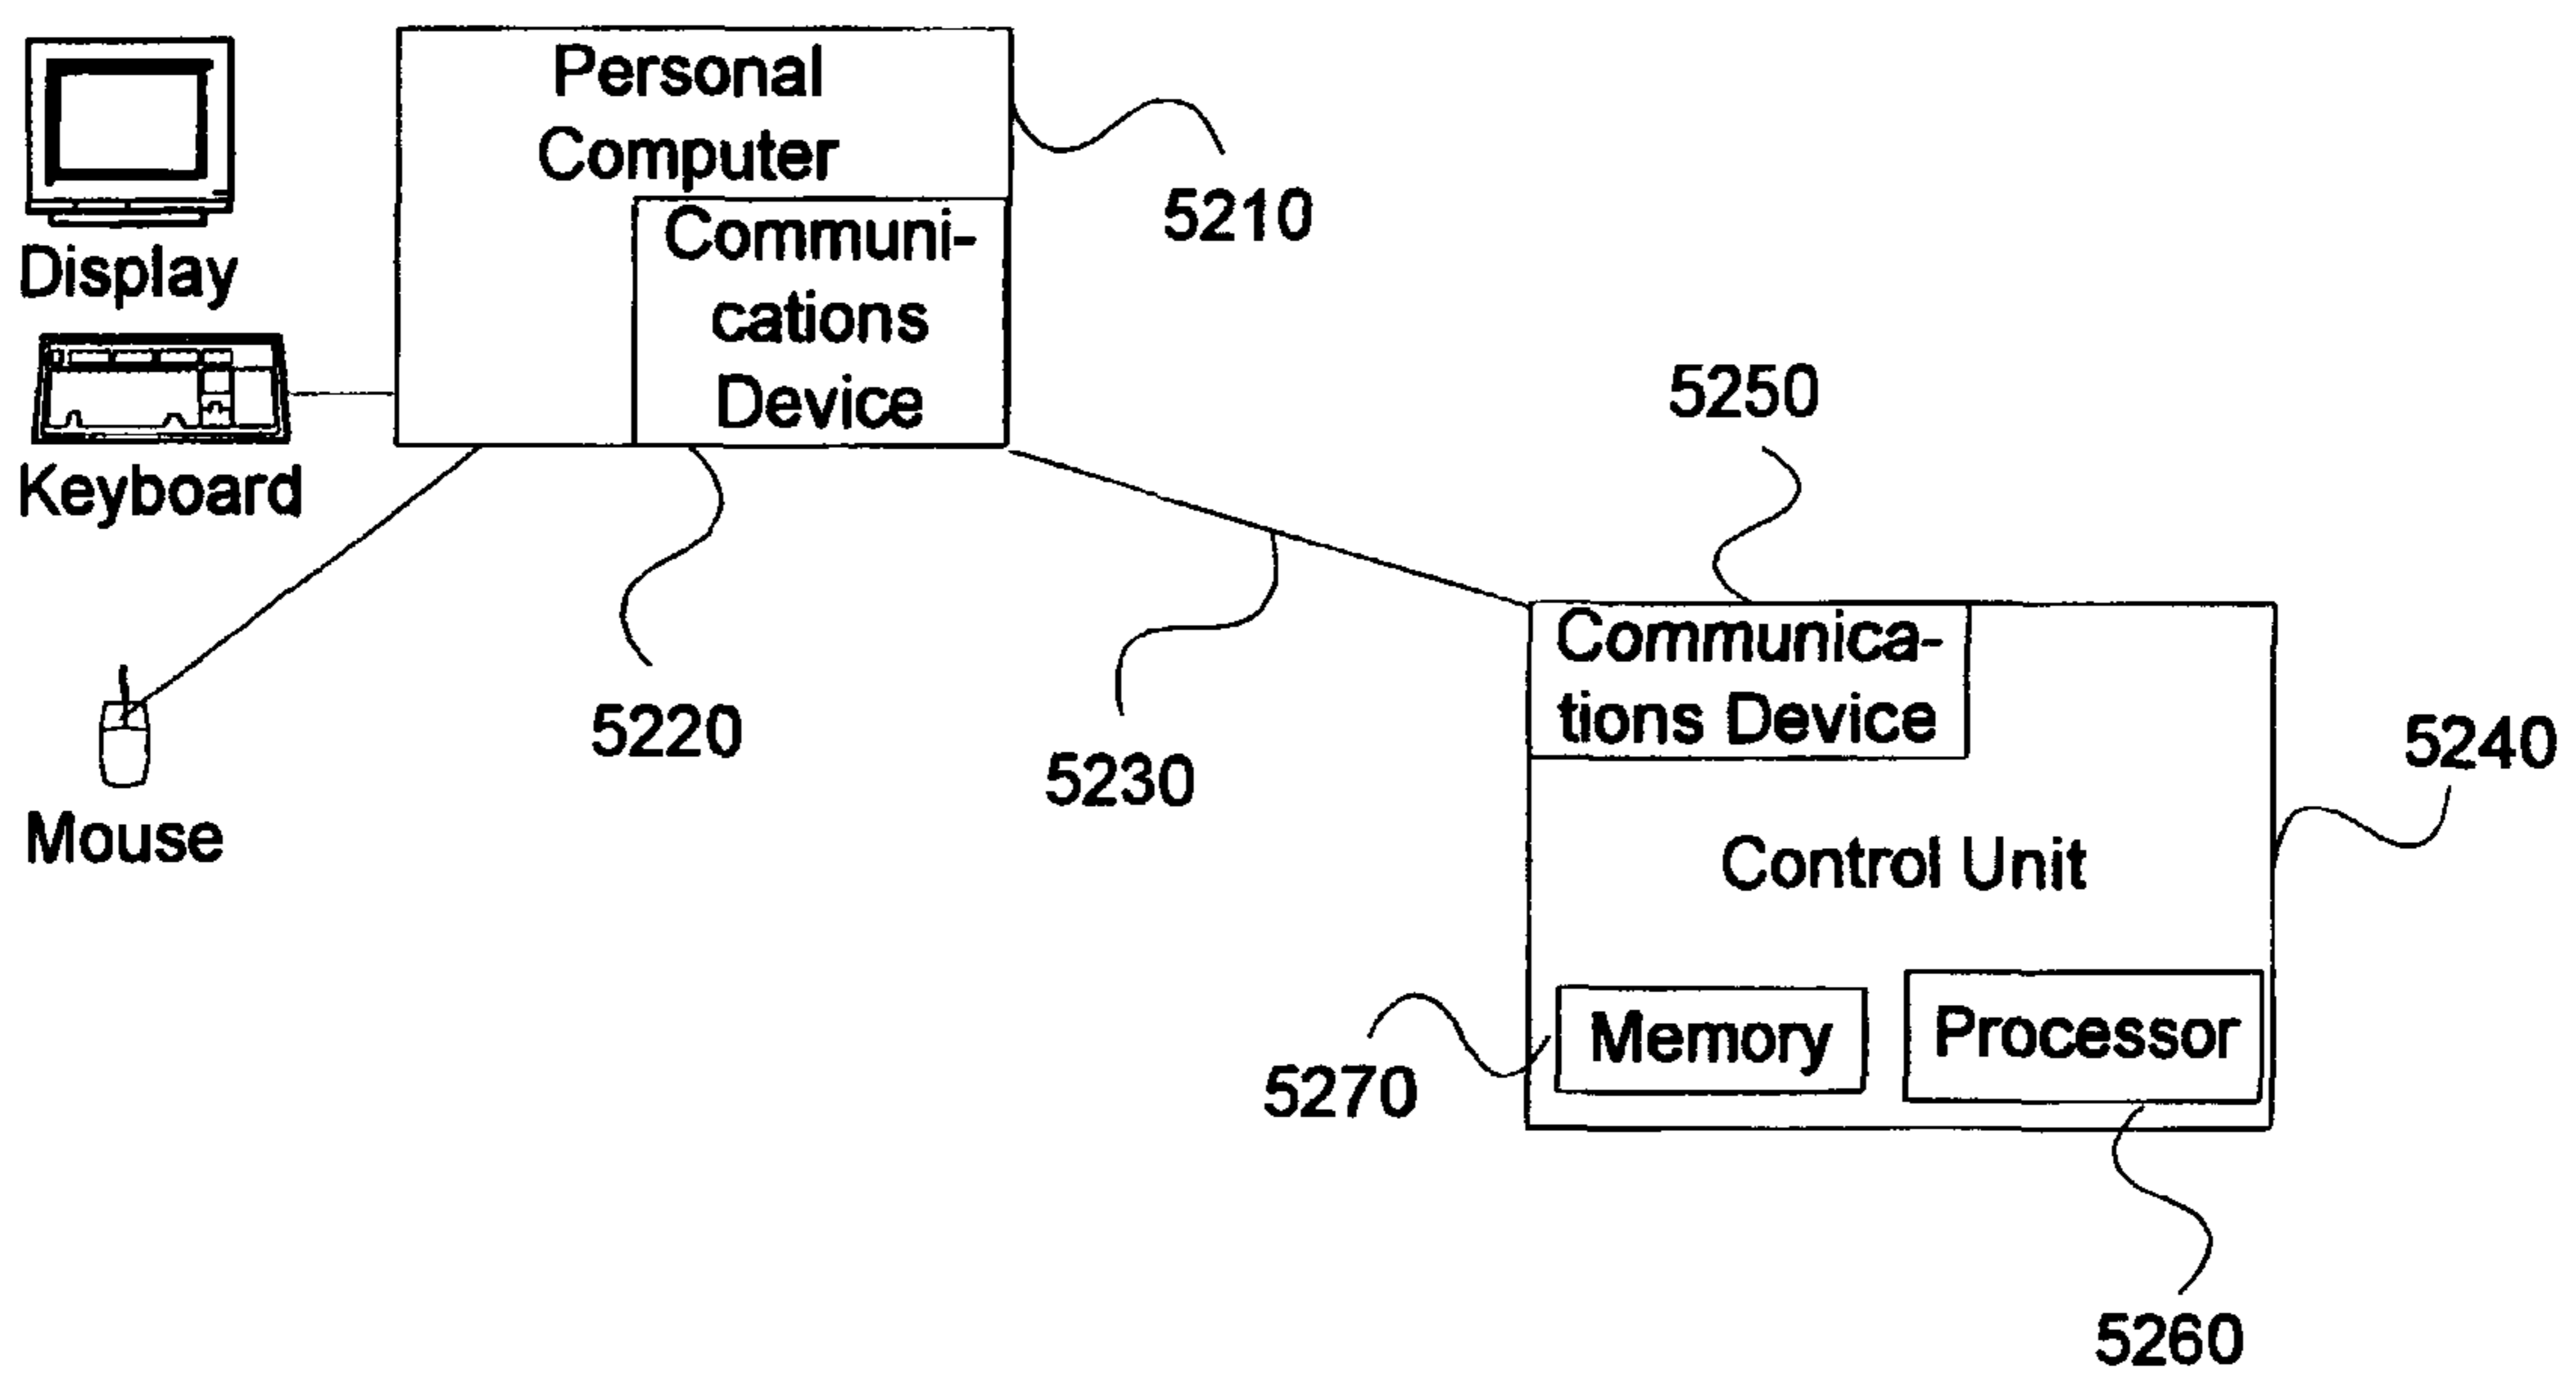 Personal
Computer
Communi-
cations
Device
5210
Display
Keyboard
Mouse
5220
5230
5250
Communica-
tions Device
5240
Control Unit
Memory
Processor
5270
5260